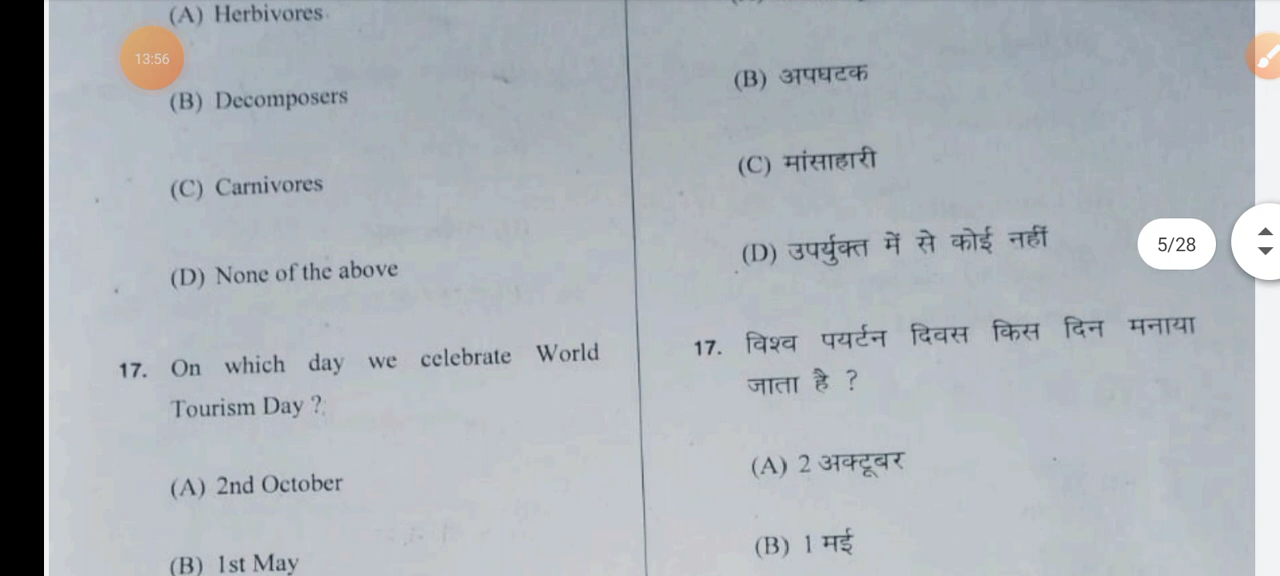 (A) Herbivores
13:56
(B) Decomposers
(C) Carnivores
(D) None of the above
17. On which day we celebrate World
Tourism Day ?
(A) 2nd October
(B) 1st May
(B) अपघटक
(C) मांसाहारी
(D) उपर्युक्त में से कोई नहीं
5/28
17. विश्व पयर्टन दिवस किस दिन मनाया
जाता है ?
(A) 2 अक्टूबर
(B) 1 मई